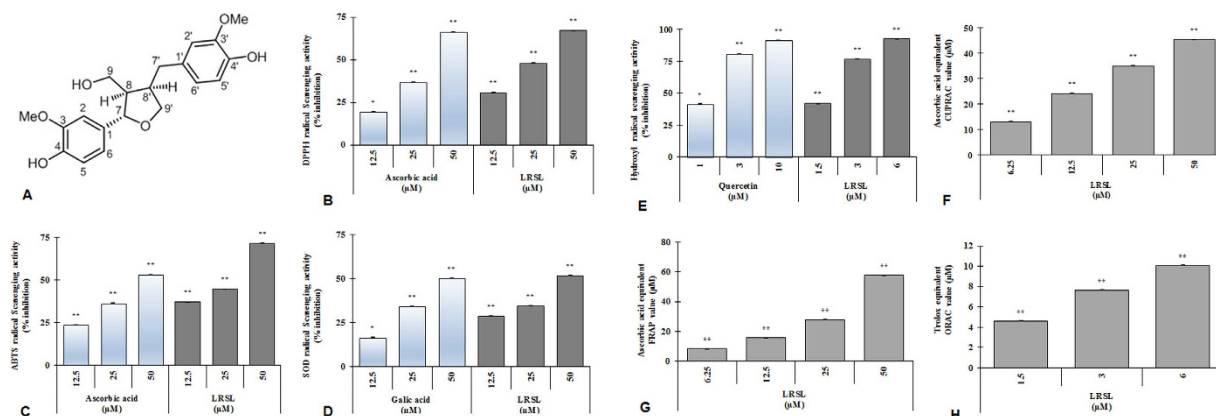 A
OMe
3'
2'
4'
OH
7'
1'
5'
6'
9
HO
8
H
8'
H
9'
7
O
2
MeO
3
1
4
6
HO
5
B
DPPH radical Scavenging activity
(% inhibition)
75
50
25
0
*
**
**
**
**
**
12.5
25
50
12.5
25
50
Ascorbic acid
(µM)
LRSL
(µM)
E
Hydroxyl radical scavenging activity
(% inhibition)
100
75
50
25
0
*
**
**
**
**
**
1
3
10
1.5
3
6
Quercetin
(µM)
LRSL
(µM)
F
Ascorbic acid equivalent
CUPRAC value (µM)
50
40
30
20
10
0
**
**
**
**
6.25
12.5
25
50
LRSL
(µM)
C
ABTS radical Scavenging activity
(% inhibition)
75
50
25
0
**
**
**
**
**
**
12.5
25
50
12.5
25
50
Ascorbic acid
(µM)
LRSL
(µM)
D
SOD radical Scavenging activity
(% inhibition)
75
50
25
0
*
**
**
**
**
**
12.5
25
50
12.5
25
50
Galic acid
(µM)
LRSL
(µM)
G
Ascorbic acid equivalent
FRAP value (µM)
80
60
40
20
0
**
**
**
**
6.25
12.5
25
50
LRSL
(µM)
H
Trolox equivalent
ORAC value (µM)
14
12
10
8
6
4
2
0
**
**
**
1.5
3
6
LRSL
(µM)